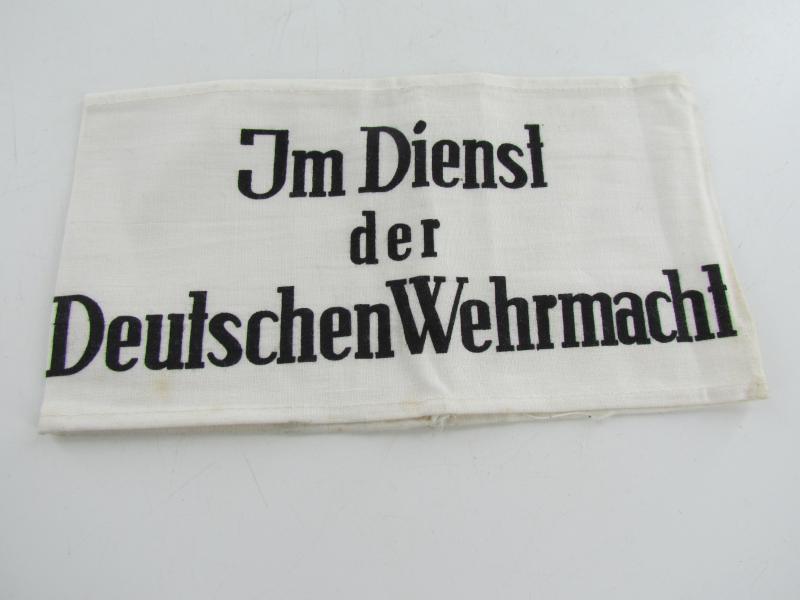 Im Dienst
der
Deutschen Wehrmacht